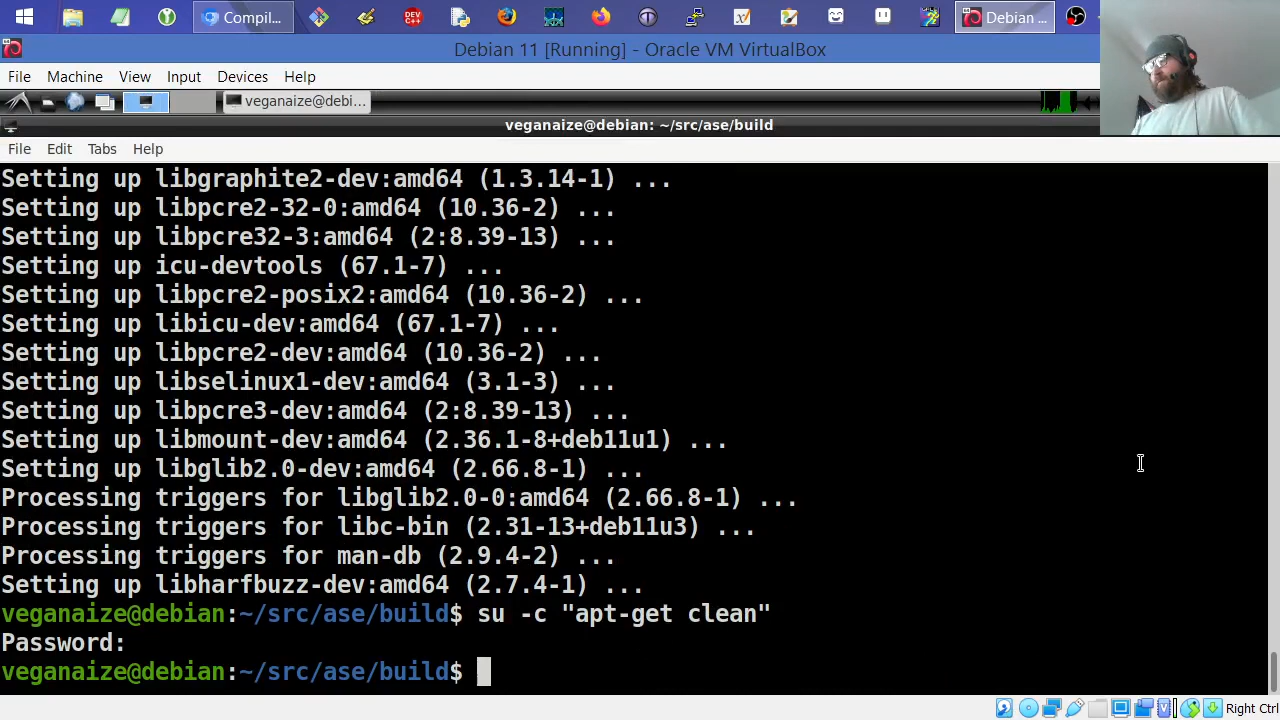 Compil...
DEV C++
Debian ...
Debian 11 [Running] - Oracle VM VirtualBox
File Machine View Input Devices Help
veganaize@debi...
veganaize@debian: ~/src/ase/build
File Edit Tabs Help
Setting up libgraphite2-dev:amd64 (1.3.14-1) ...
Setting up libpcre2-32-0:amd64 (10.36-2) ...
Setting up libpcre32-3:amd64 (2:8.39-13) ...
Setting up icu-devtools (67.1-7) ...
Setting up libpcre2-posix2:amd64 (10.36-2) ...
Setting up libicu-dev:amd64 (67.1-7) ...
Setting up libpcre2-dev:amd64 (10.36-2) ...
Setting up libselinux1-dev:amd64 (3.1-3) ...
Setting up libpcre3-dev:amd64 (2:8.39-13) ...
Setting up libmount-dev:amd64 (2.36.1-8+deb11u1) ...
Setting up libglib2.0-dev:amd64 (2.66.8-1) ...
Processing triggers for libglib2.0-0:amd64 (2.66.8-1) ...
Processing triggers for libc-bin (2.31-13+deb11u3) ...
Processing triggers for man-db (2.9.4-2) ...
Setting up libharfbuzz-dev:amd64 (2.7.4-1) ...
veganaize@debian:~/src/ase/build$ su -c "apt-get clean"
Password:
veganaize@debian:~/src/ase/build$
Right Ctrl